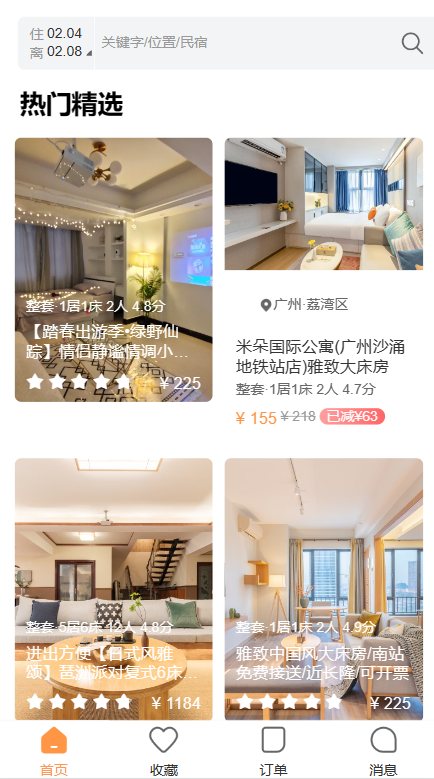 住 02.04
离 02.08
关键字/位置/民宿
热门精选
整套·1居1床 2人 4.8分
【踏春出游季•绿野仙
踪】情侣静谧情调小…
¥ 225
广州·荔湾区
米朵国际公寓(广州沙涌
地铁站店)雅致大床房
整套·1居1床 2人 4.7分
¥ 155 ¥ 218 已减¥63
整套·5居6床 12人 4.8分
进出方便【日式风雅
颂】琶洲派对复式6床…
¥ 1184
整套·1居1床 2人 4.9分
雅致中国风大床房/南站
免费接送/近长隆/可开票
¥ 225
首页
收藏
订单
消息